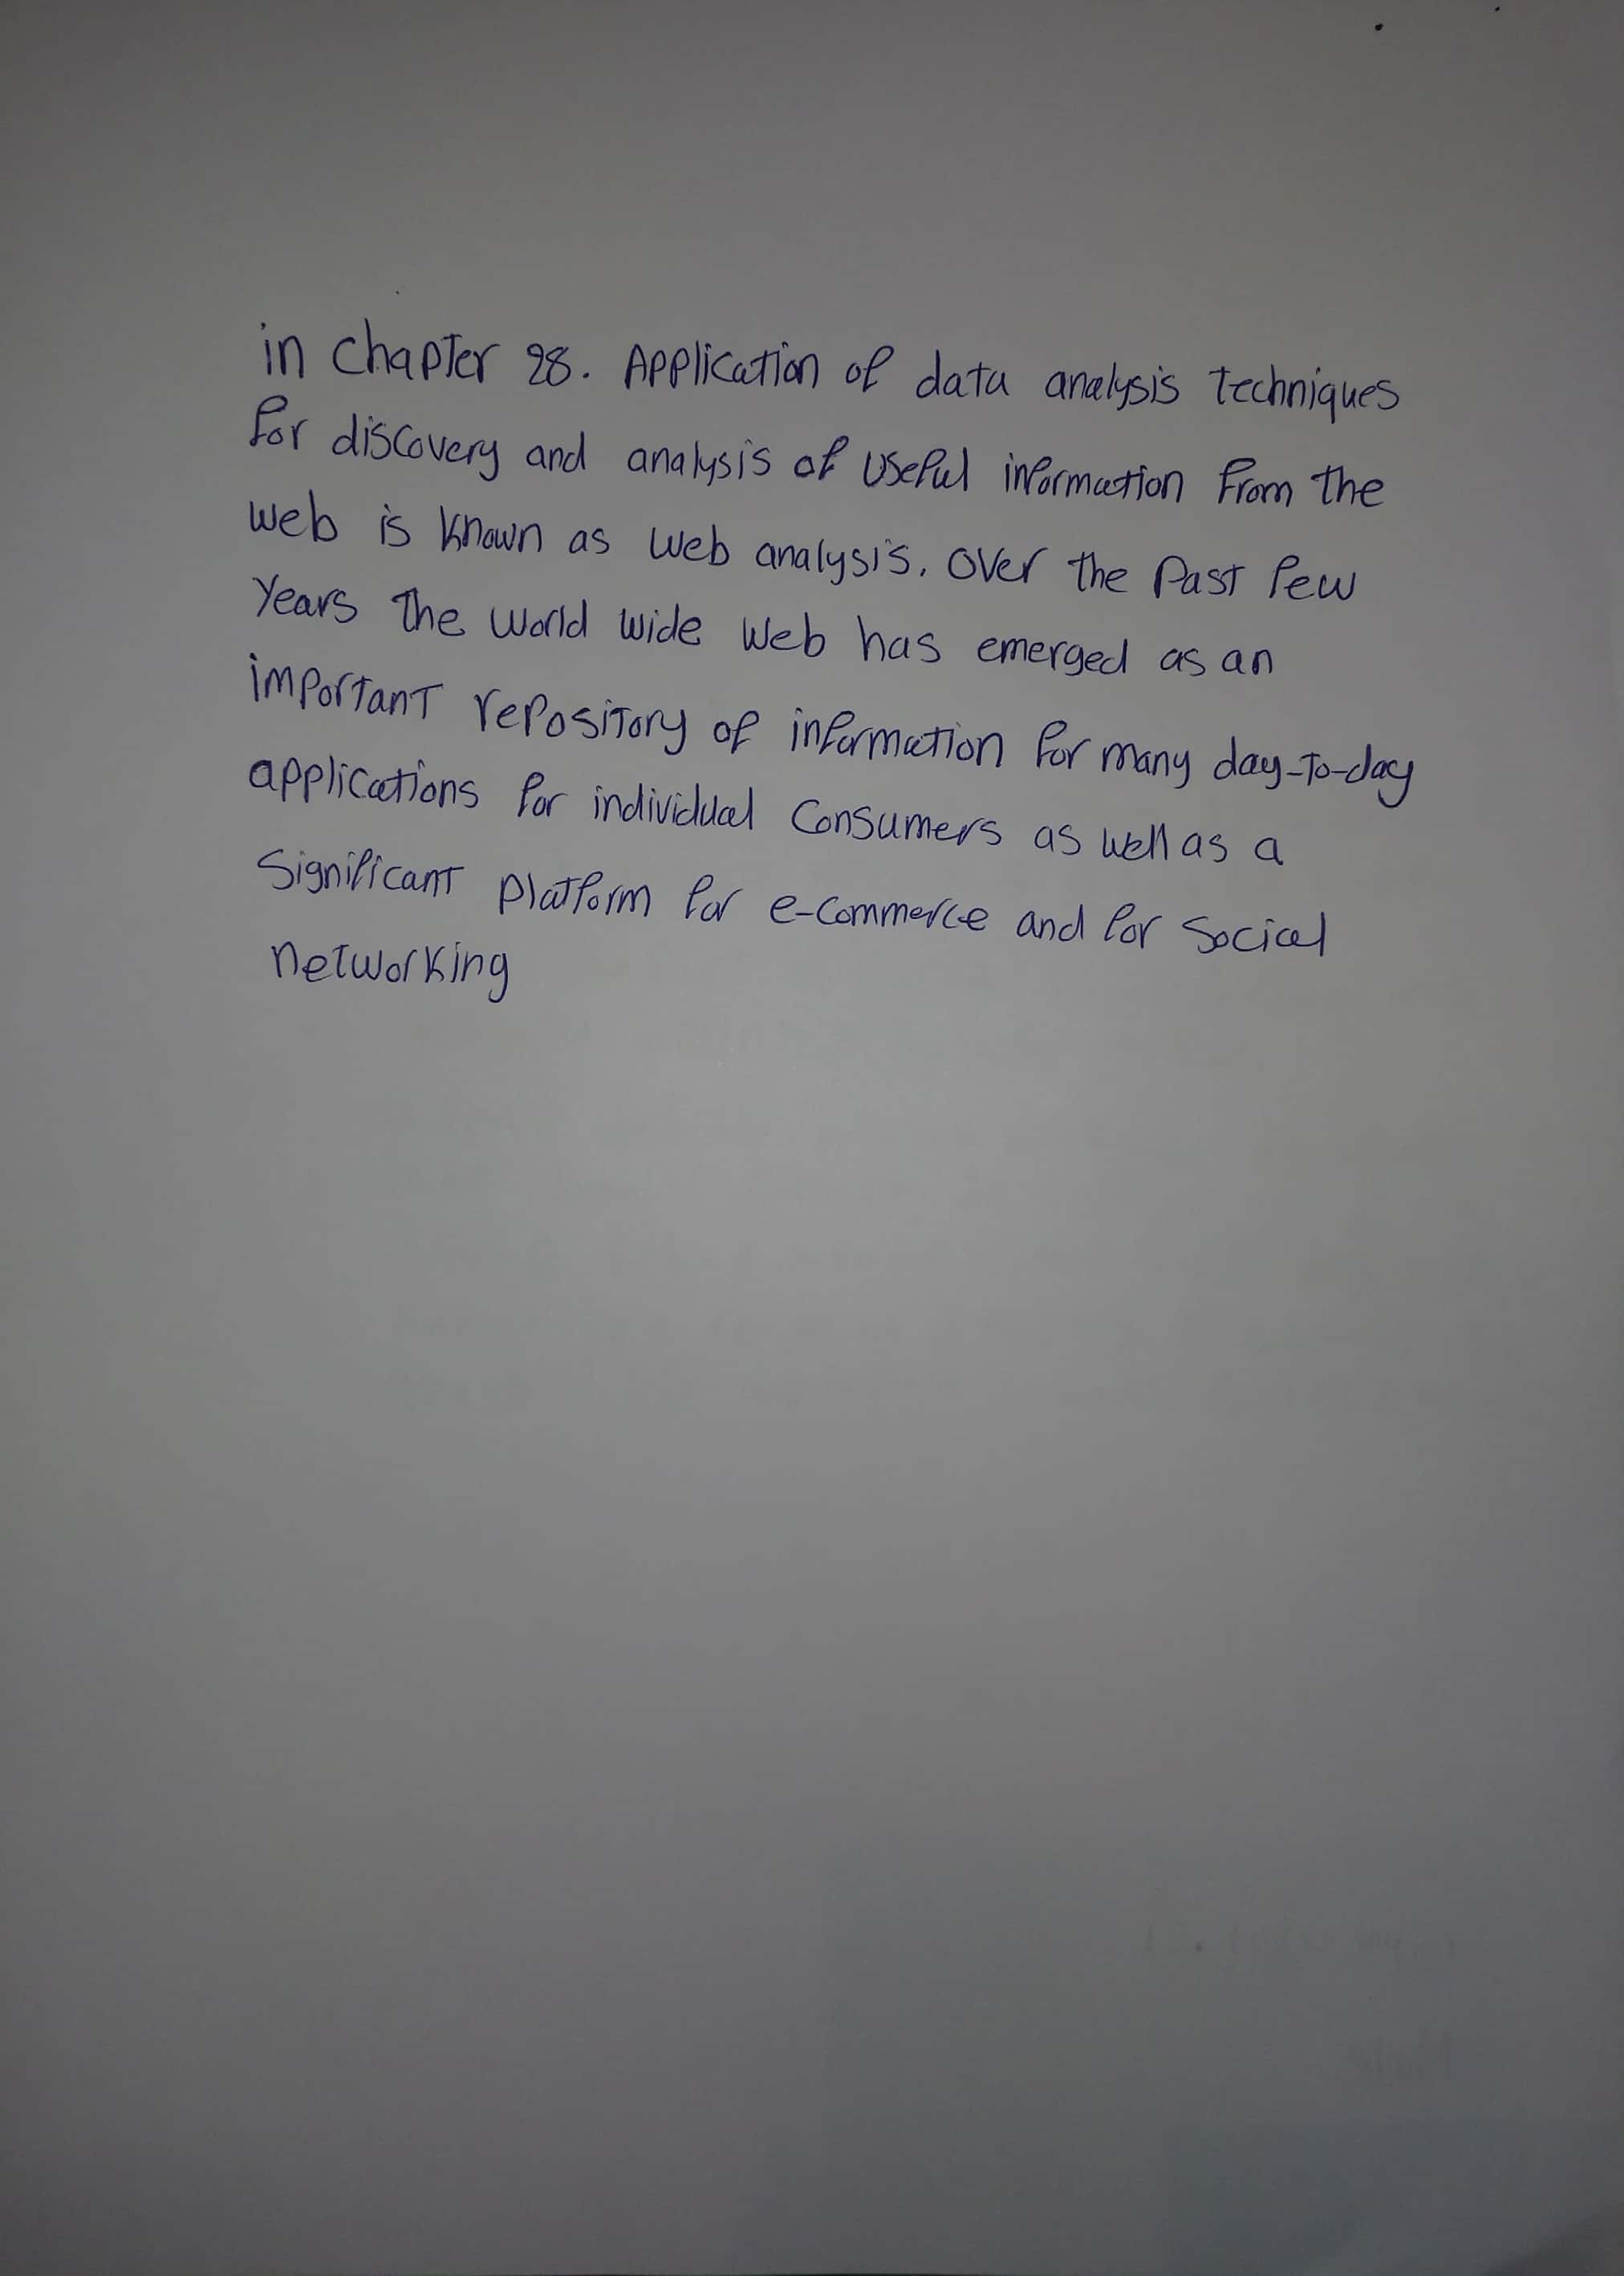 in chapter 28. Application of data analysis techniques
for discovery and analysis of useful information from the
web is known as web analysis. Over the past few
years the world wide web has emerged as an
important repository of information for many day-to-day
applications for individual consumers as well as a
significant platform for e-commerce and for social
networking